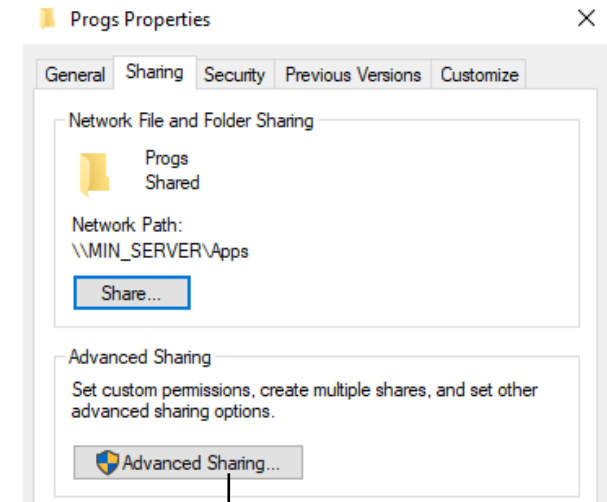 Progs Properties
General Sharing Security Previous Versions Customize
Network File and Folder Sharing
Progs
Shared
Network Path:
\\MIN_SERVER\Apps
Share...
Advanced Sharing
Set custom permissions, create multiple shares, and set other
advanced sharing options.
Advanced Sharing...